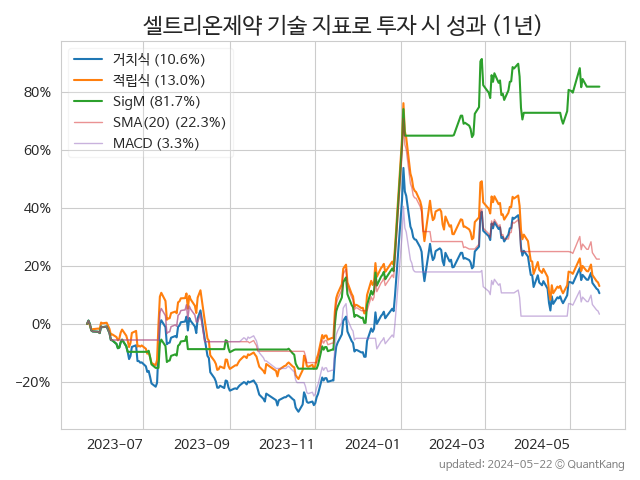 셀트리온제약 기술 지표로 투자 시 성과 (1년)
거치식 (10.6%)
적립식 (13.0%)
SigM (81.7%)
SMA(20) (22.3%)
MACD (3.3%)
80%
60%
40%
20%
0%
−20%
2023−07 2023−09 2023−11 2024−01 2024−03 2024−05
updated: 2024-05-22 © QuantKang